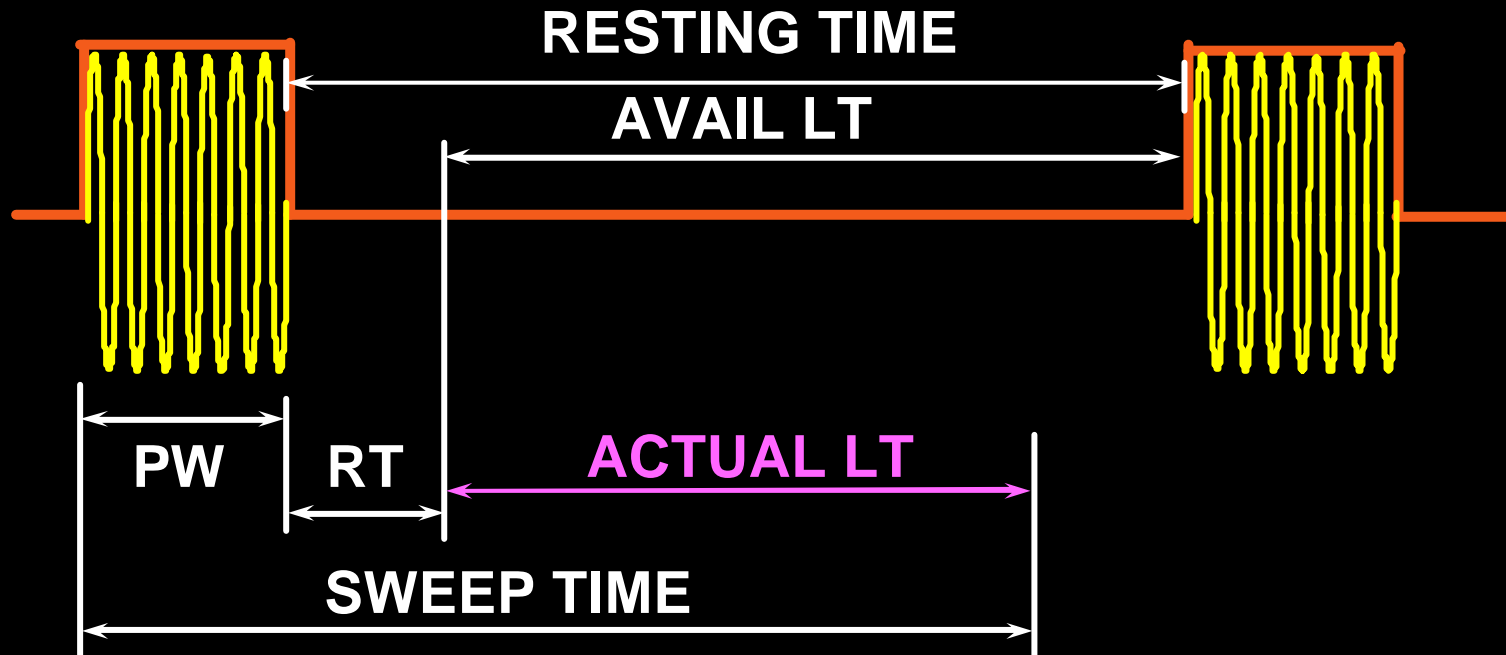 RESTING TIME
AVAIL LT
PW
RT
ACTUAL LT
SWEEP TIME